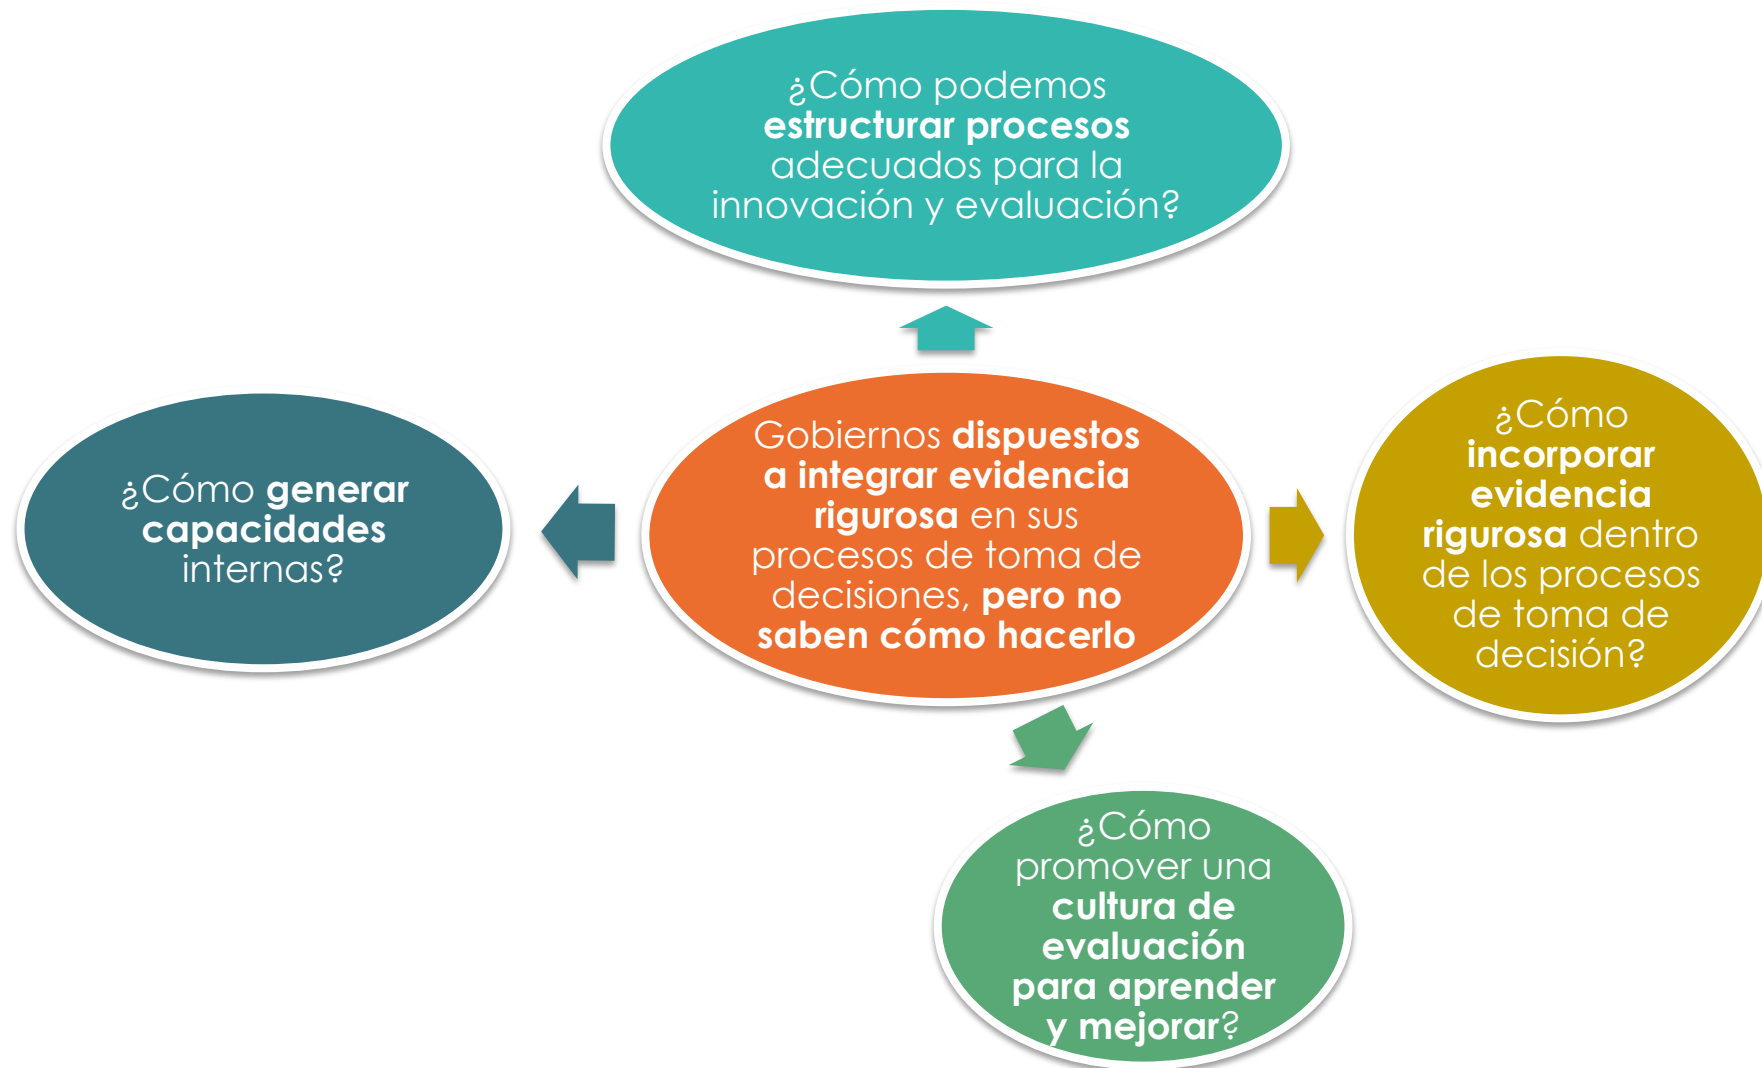 ¿Cómo podemos
estructurar procesos
adecuados para la
innovación y evaluación?
¿Cómo generar
capacidades
internas?
Gobiernos dispuestos
a integrar evidencia
rigurosa en sus
procesos de toma de
decisiones, pero no
saben cómo hacerlo
¿Cómo
incorporar
evidencia
rigurosa dentro
de los procesos
de toma de
decisión?
¿Cómo
promover una
cultura de
evaluación
para aprender
y mejorar?